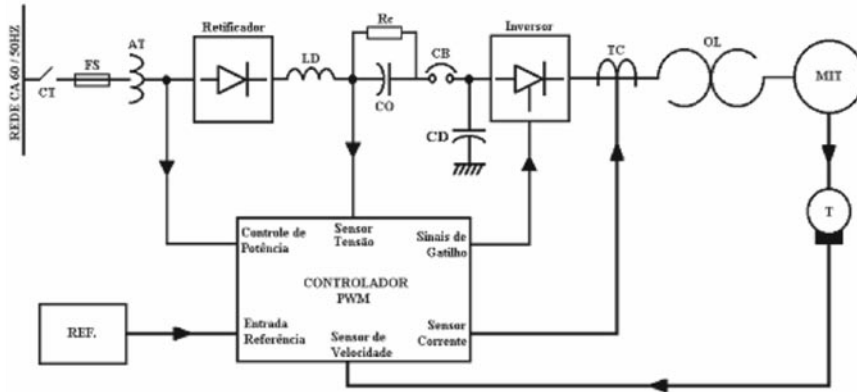 REDE CA 60 / 50HZ
CT
FS
AT
Retificador
LD
Rc
CO
CB
CD
Inversor
TC
OL
MIT
T
Controle de
Potência
Sensor
Tensão
Sinais de
Gatilho
CONTROLADOR
PWM
REF.
Entrada
Referência
Sensor de
Velocidade
Sensor
Corrente